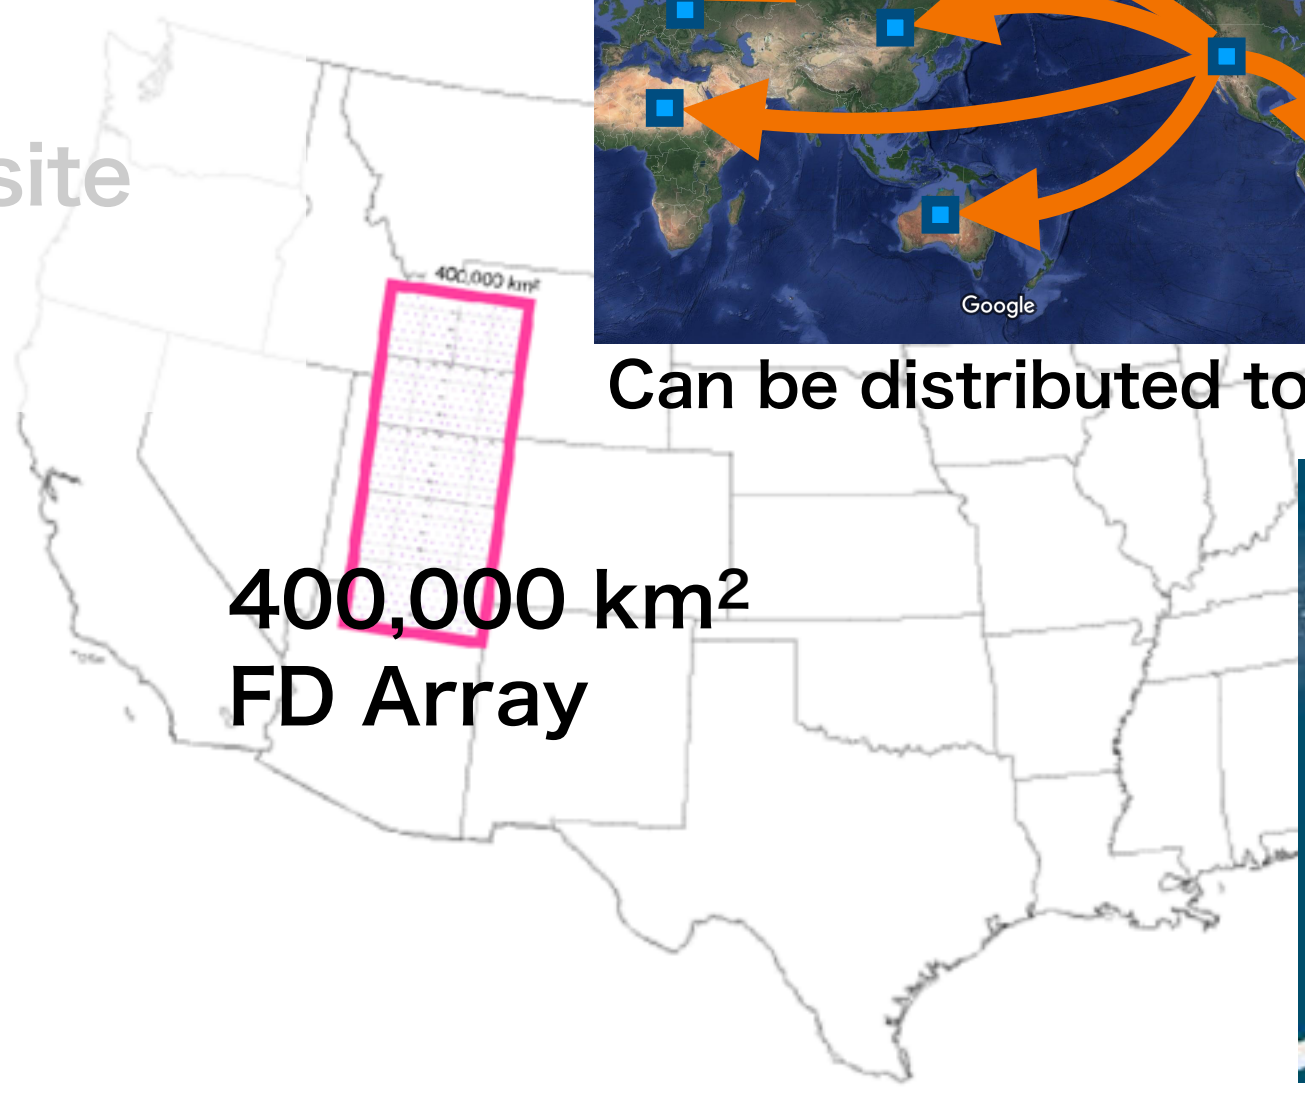 site
400,000 km²
Google
Can be distributed to
400,000 km²
FD Array